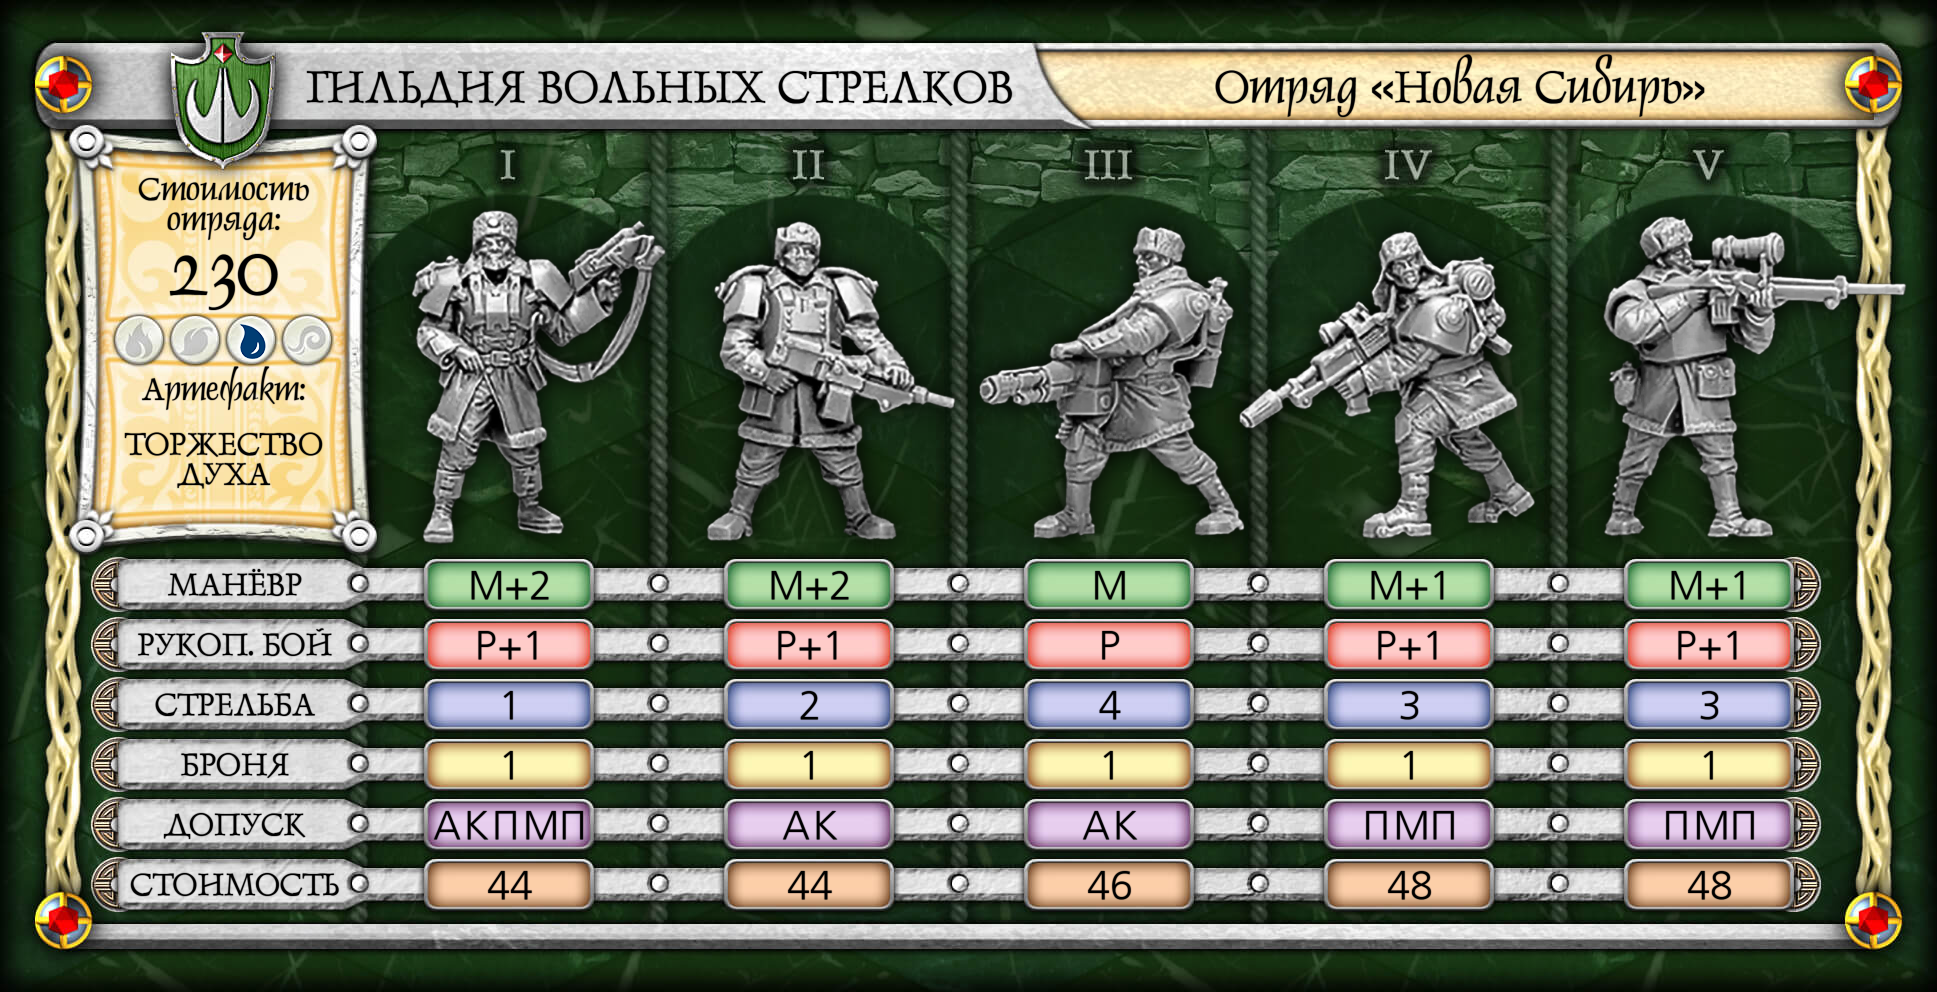 ГИЛЬДИЯ ВОЛЬНЫХ СТРЕЛКОВ
Отряд «Новая Сибирь»
Стоимость
отряда:
230
Артефакт:
ТОРЖЕСТВО
ДУХА
I II III IV V
МАНЁВР М+2 М+2 М М+1 М+1
РУКОП. БОЙ Р+1 Р+1 Р Р+1 Р+1
СТРЕЛЬБА 1 2 4 3 3
БРОНЯ 1 1 1 1 1
ДОПУСК АКПМП АК АК ПМП ПМП
СТОИМОСТЬ 44 44 46 48 48